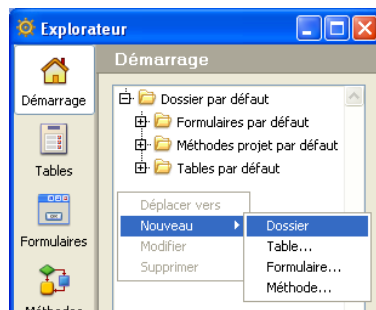 Explorateur
Démarrage
Démarrage
Tables
Formulaires
Méthodes
Dossier par défaut
Formulaires par défaut
Méthodes projet par défaut
Tables par défaut
Déplacer vers
Nouveau
Modifier
Supprimer
Dossier
Table...
Formulaire...
Méthode...